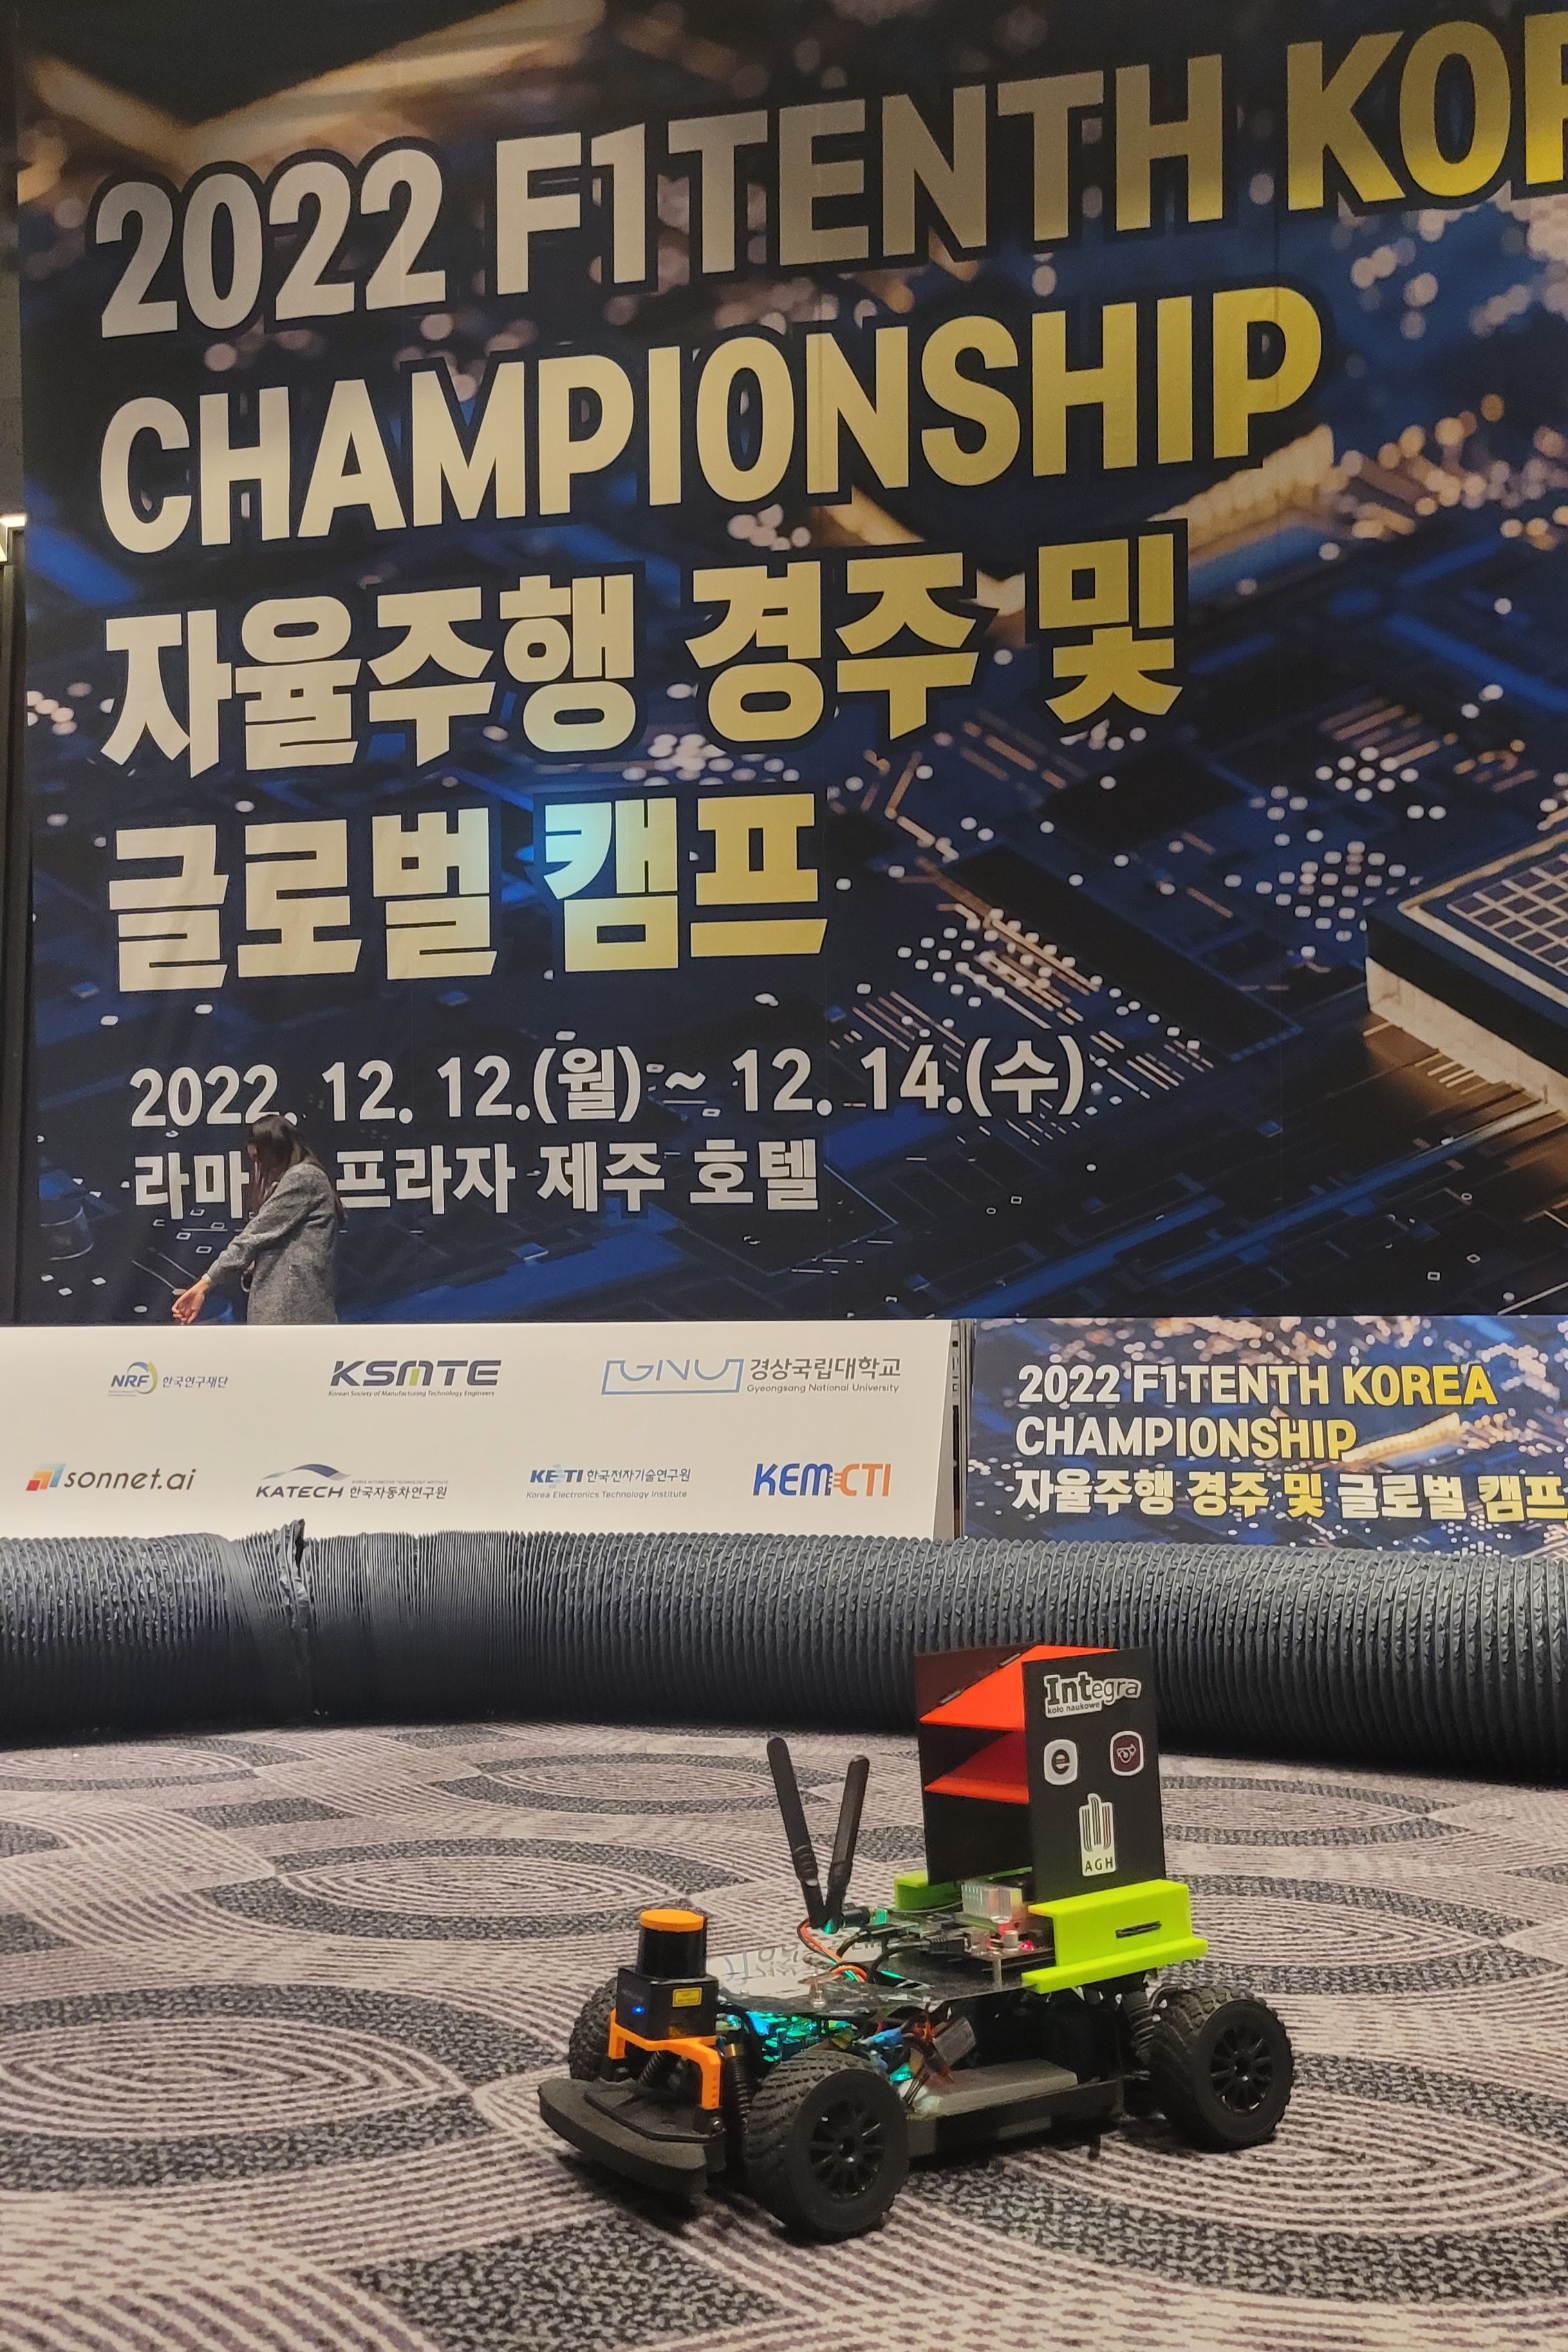 2022 F1TENTH KOR
CHAMPIONSHIP
자율주행 경주 및
글로벌 캠프
2022. 12. 12.(월) ~ 12. 14.(수)
라마 프라자 제주 호텔
NRF 한국연구재단
KSMTE
Korean Society of Manufacturing Technology Engineers
GNU 경상국립대학교
Gyeongsang National University
sonnet.ai
KOREA AUTOMOTIVE TECHNOLOGY INSTITUTE
KATECH 한국자동차연구원
KETI 한국전자기술연구원
Korea Electronics Technology Institute
KEMCTI
2022 F1TENTH KOREA
CHAMPIONSHIP
자율주행 경주 및 글로벌 캠프
Integra
koło naukowe
e
AGH